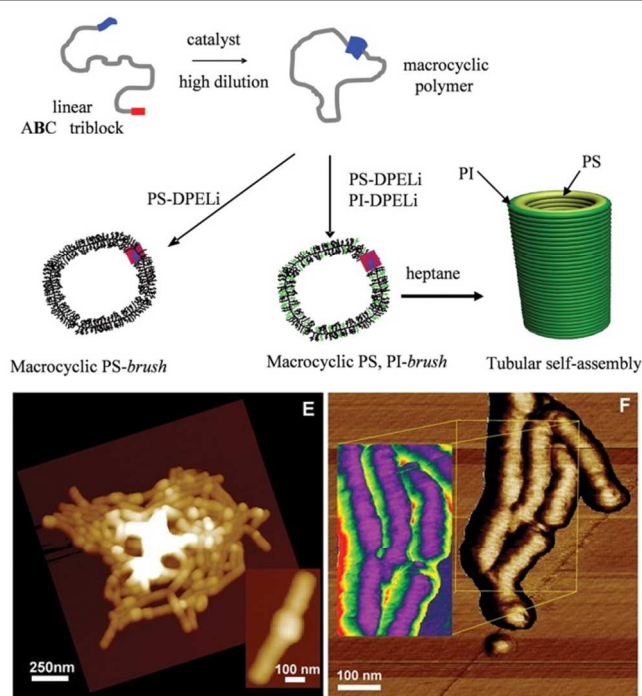 catalyst
high dilution
linear
ABC triblock
macrocyclic
polymer
PS-DPELi
PS-DPELi
PI-DPELi
PI
PS
heptane
Macrocyclic PS-brush
Macrocyclic PS, PI-brush
Tubular self-assembly
E
250nm
100 nm
F
100 nm